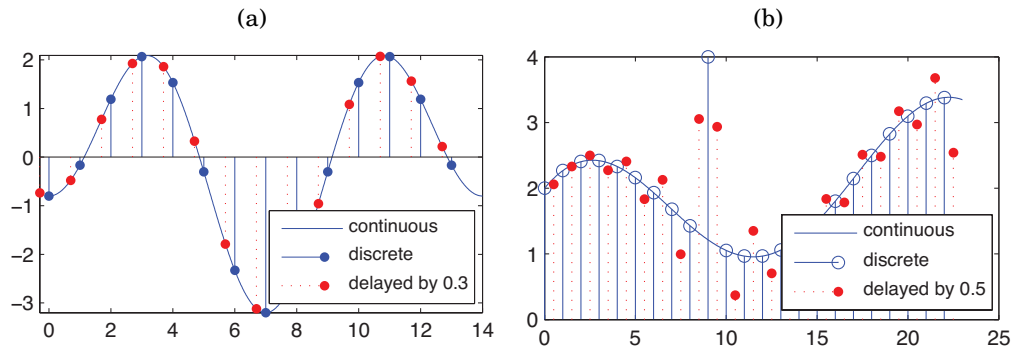 (a)
2
1
0
−1
−2
−3
0 2 4 6 8 10 12 14
continuous
discrete
delayed by 0.3
(b)
4
3
2
1
0
0 5 10 15 20 25
continuous
discrete
delayed by 0.5